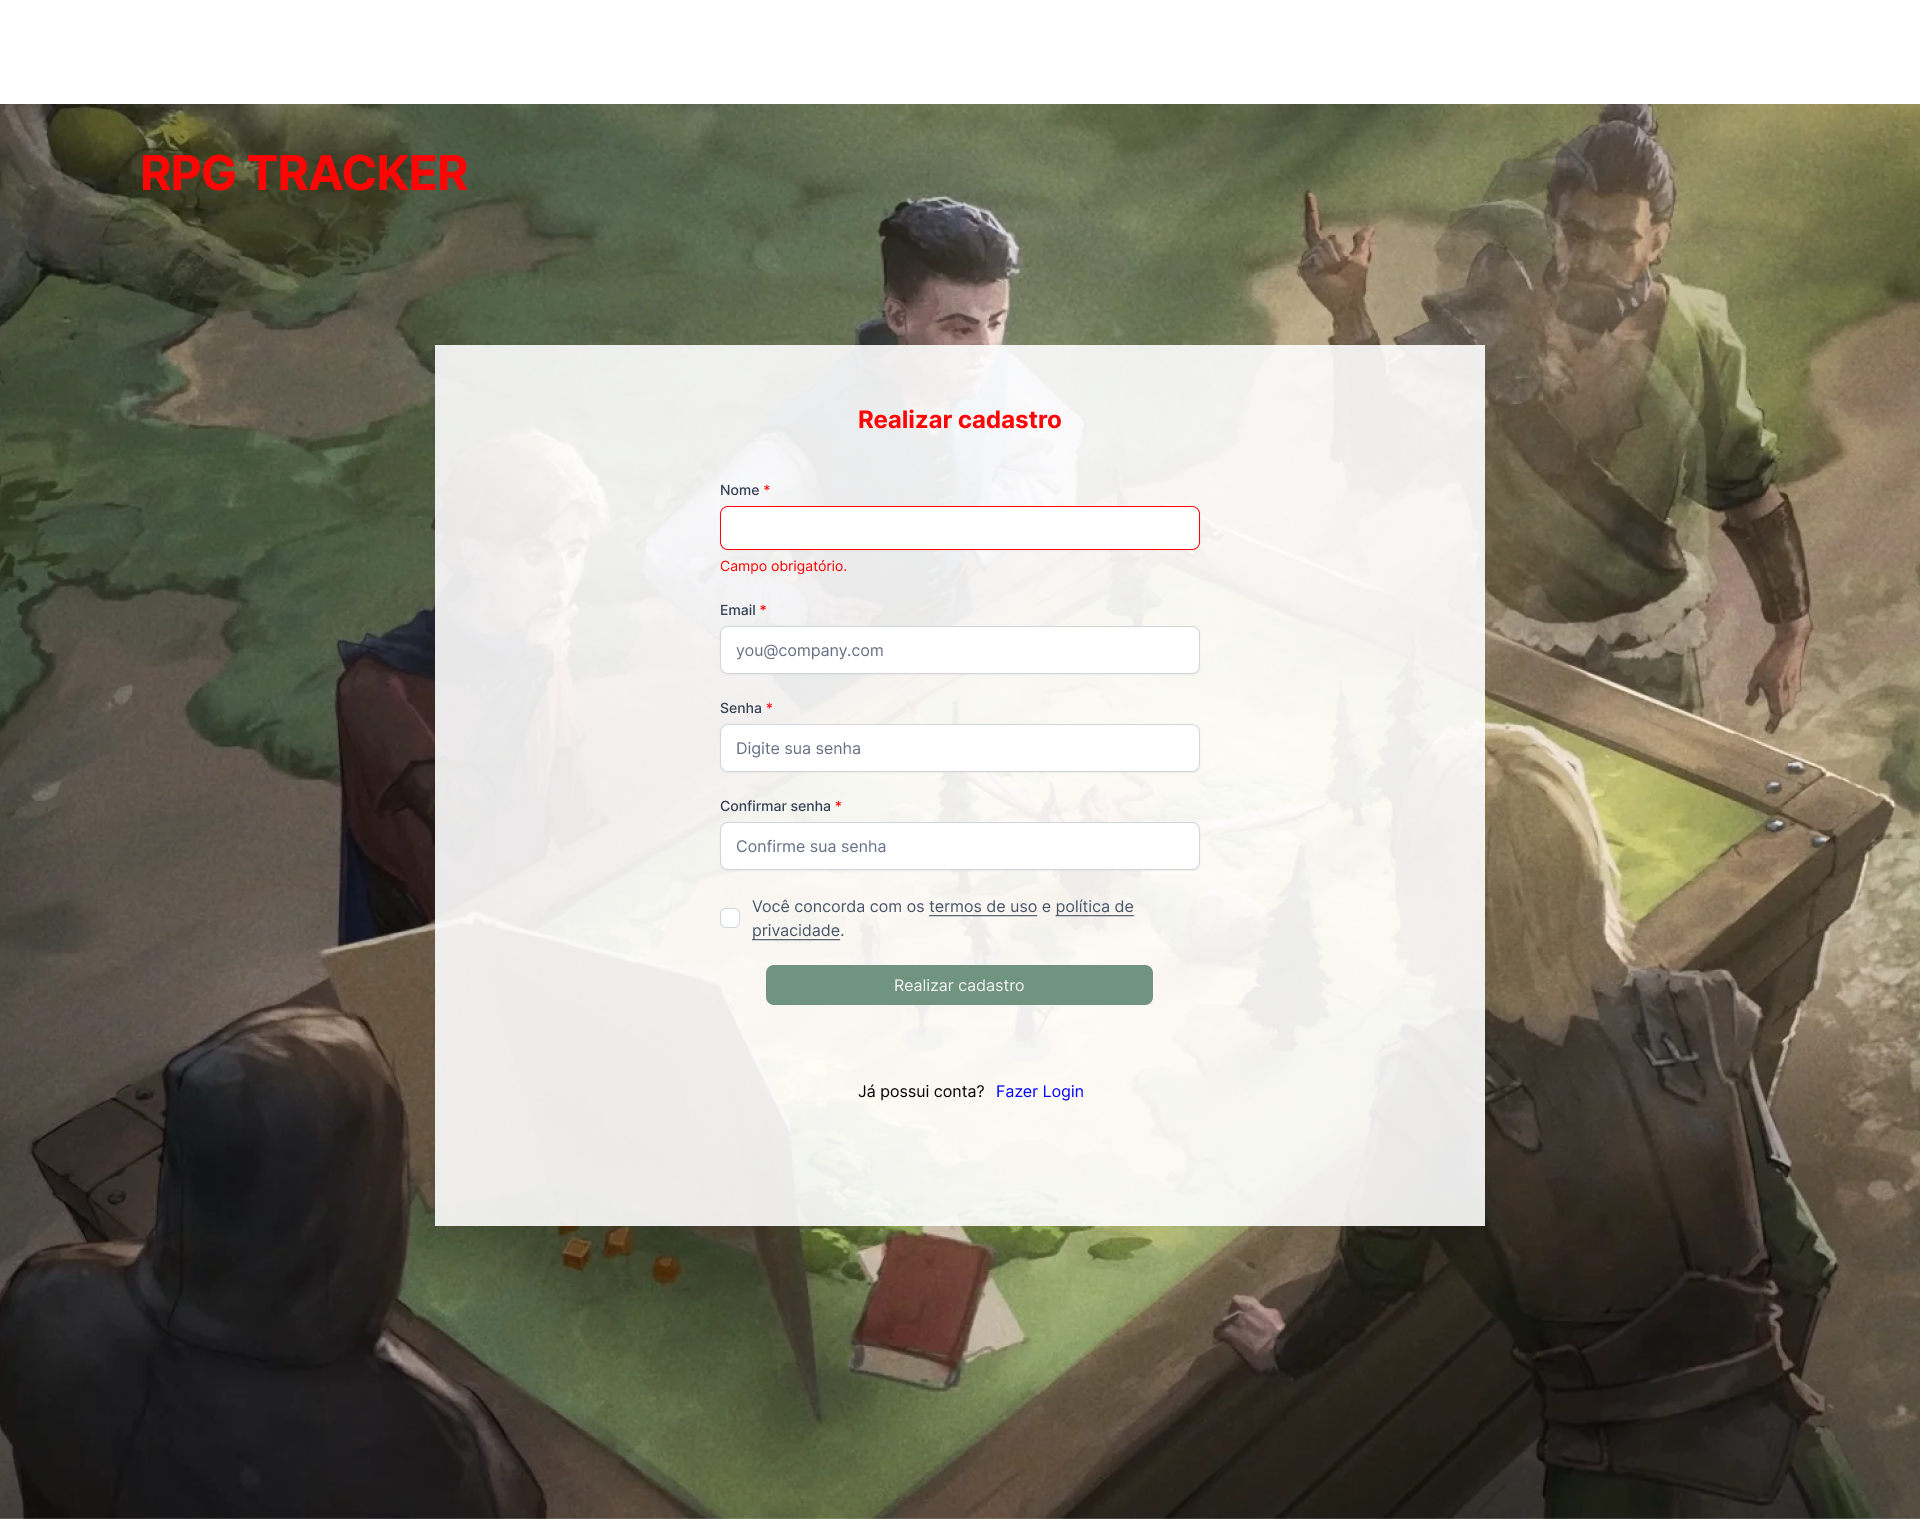 RPG TRACKER
Realizar cadastro
Nome *
Campo obrigatório.
Email *
you@company.com
Senha *
Digite sua senha
Confirmar senha *
Confirme sua senha
Você concorda com os termos de uso e política de
privacidade.
Realizar cadastro
Já possui conta? Fazer Login